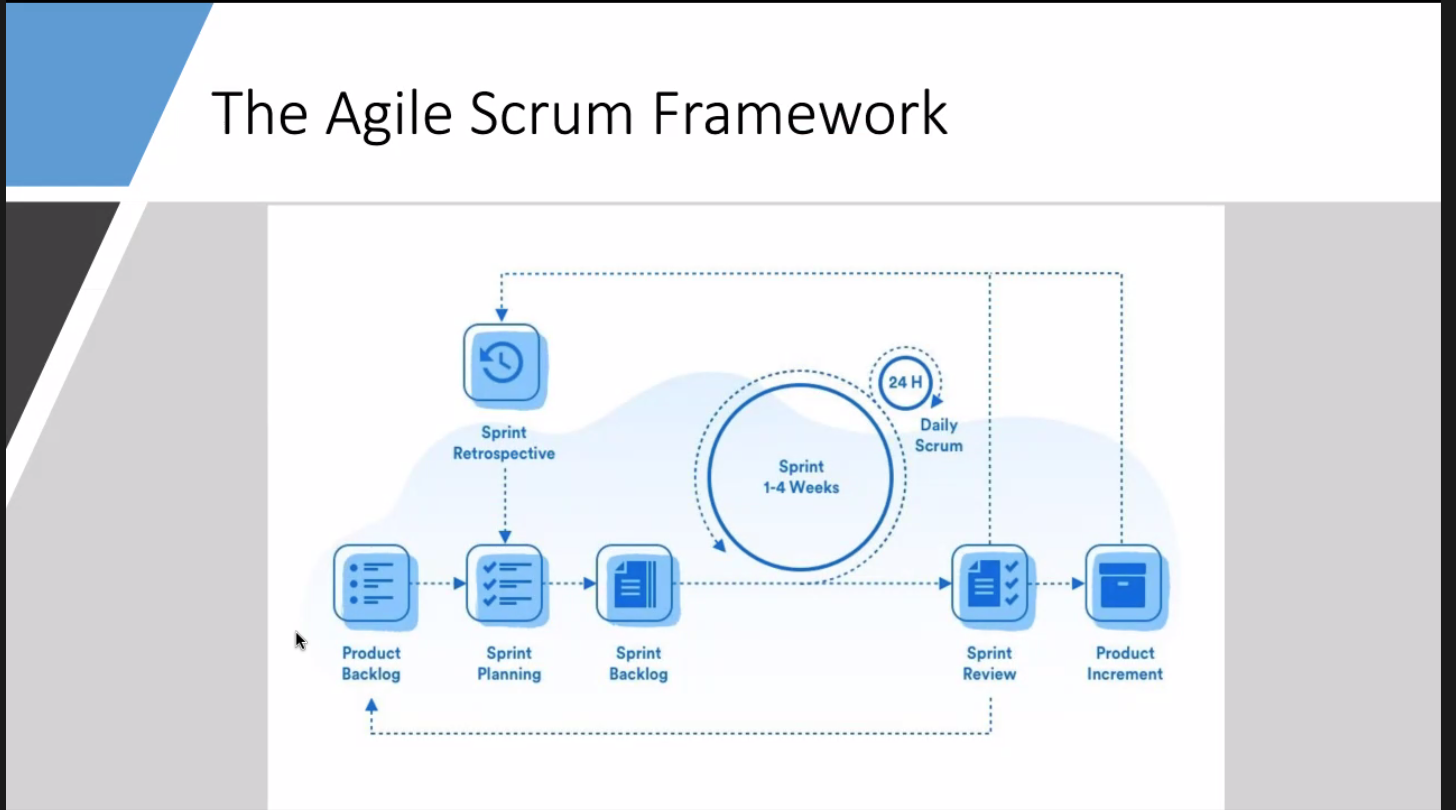 The Agile Scrum Framework
24 H
Daily
Scrum
Sprint
Retrospective
Sprint
1-4 Weeks
Product
Backlog
Sprint
Planning
Sprint
Backlog
Sprint
Review
Product
Increment